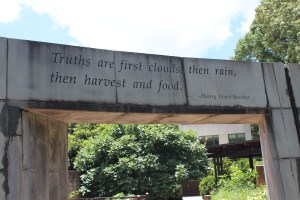 Truths are first clouds, then rain,
then harvest and food.
-Henry Ward Beecher